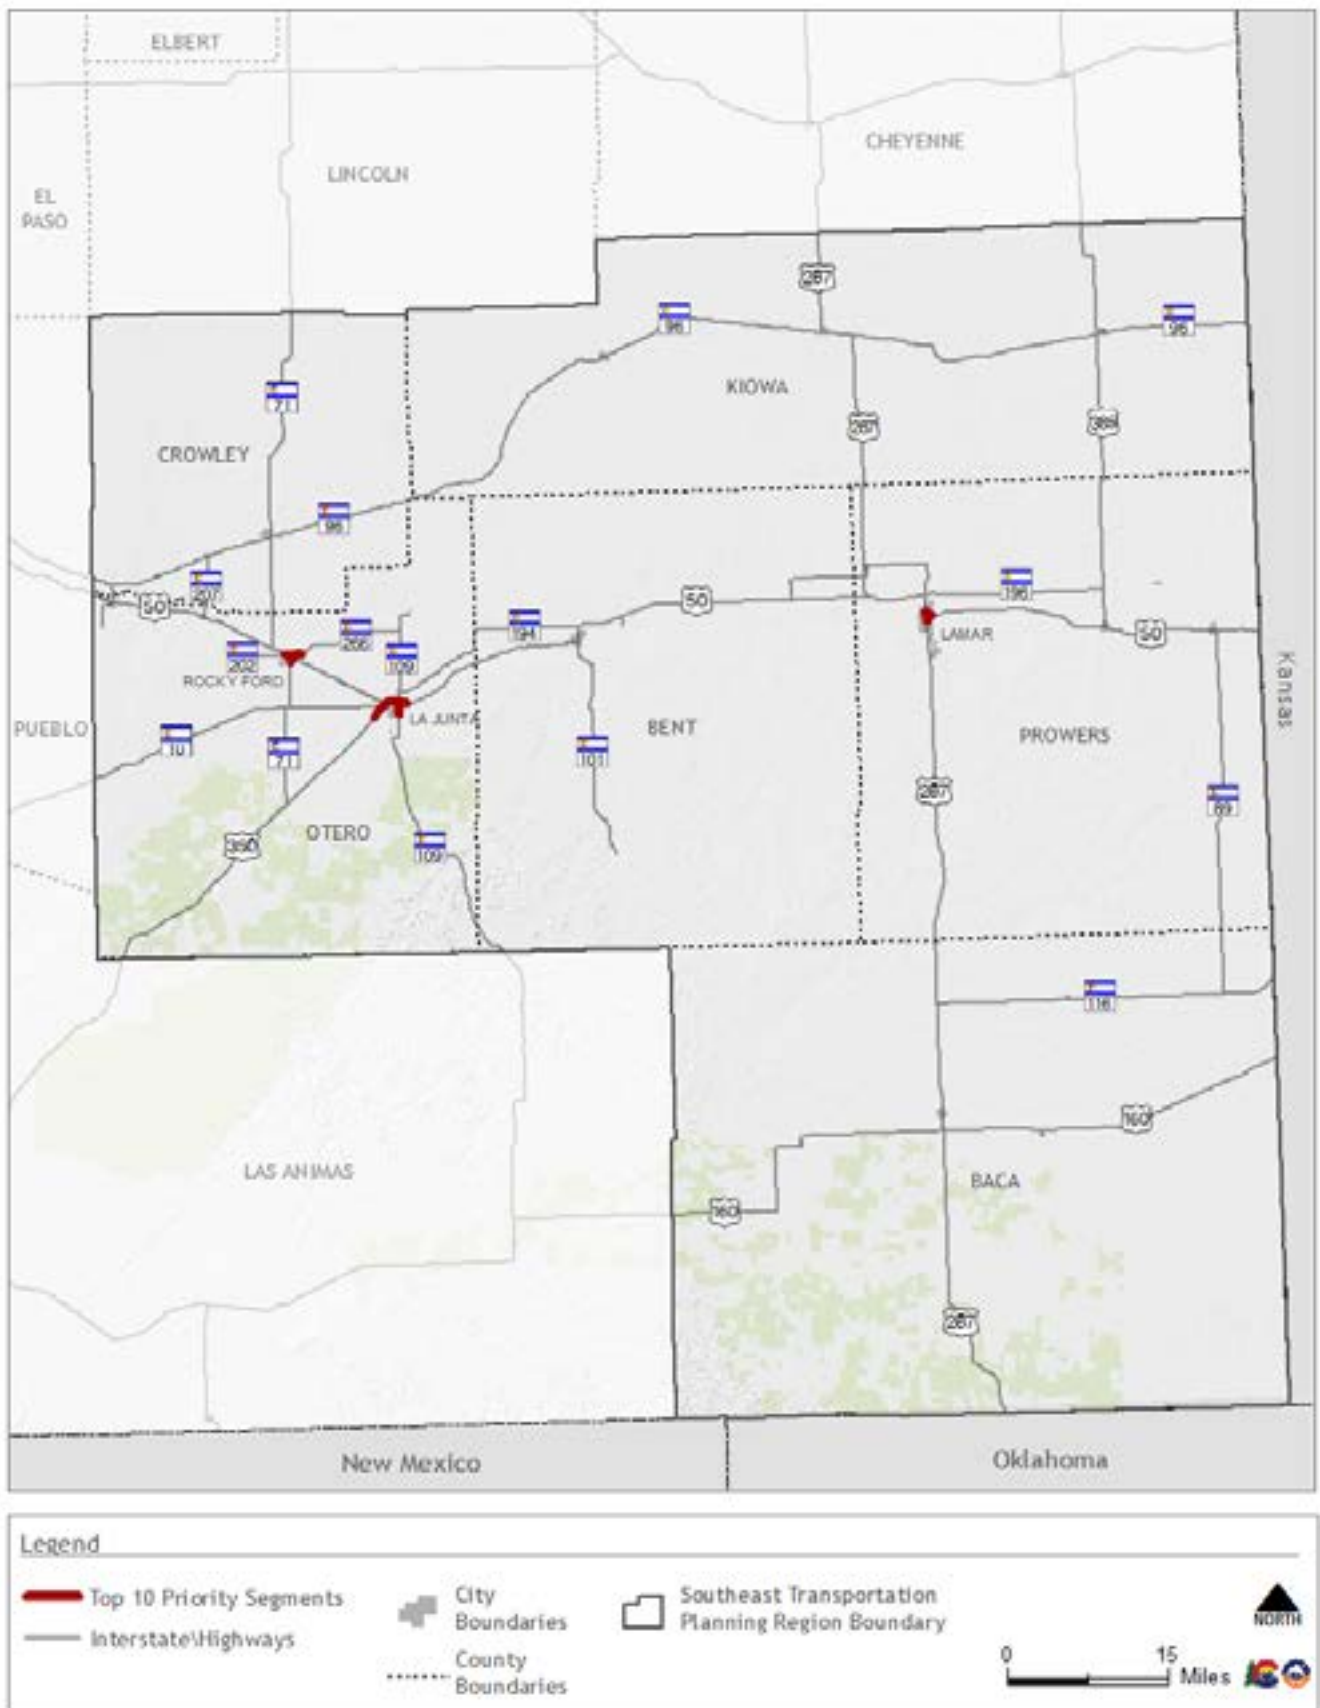 ELBERT
CHEYENNE
LINCOLN
EL
PASO
287
96
96
KIOWA
71
287
385
CROWLEY
96
207
196
50
50
194
266
LAMAR
50
202
109
ROCKY FORD
LA JUNTA
Kansas
PUEBLO
10
BENT
PROWERS
71
101
287
89
OTERO
350
109
116
160
LAS ANIMAS
BACA
160
287
New Mexico
Oklahoma
Legend
Top 10 Priority Segments
Interstate\Highways
City
Boundaries
County
Boundaries
Southeast Transportation
Planning Region Boundary
NORTH
0 15
Miles